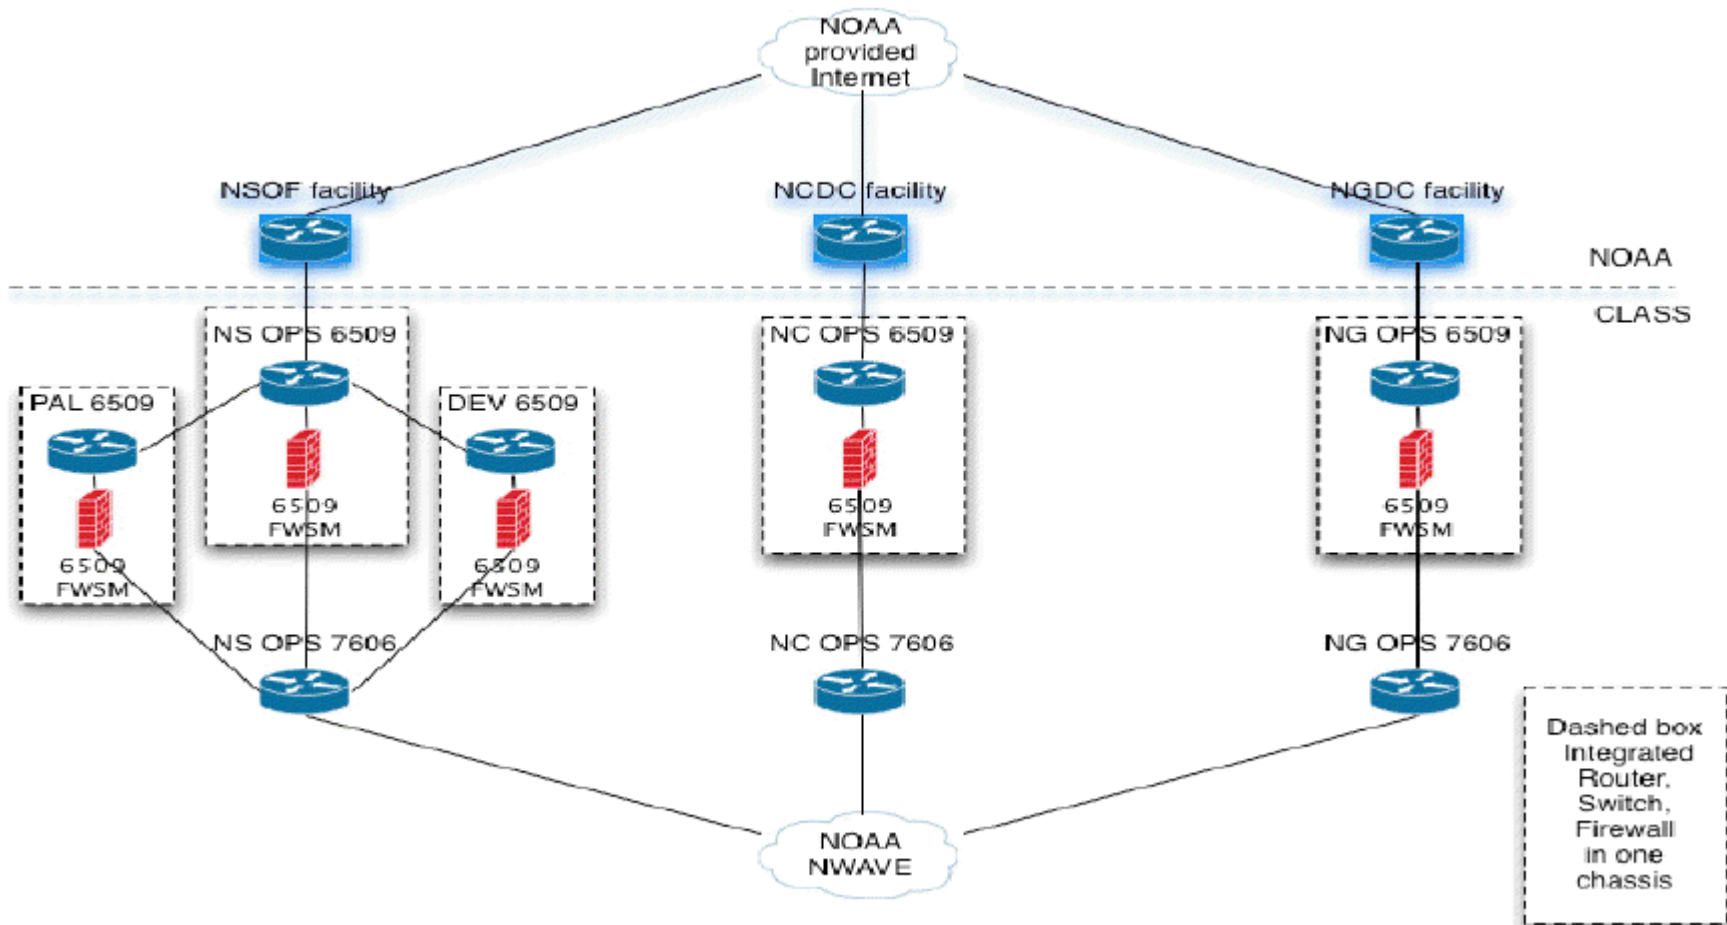 NOAA
provided
Internet
NSOF facility
NCDC facility
NGDC facility
NOAA
CLASS
NS OPS 6509
NC OPS 6509
NG OPS 6509
PAL 6509
DEV 6509
6509
FWSM
6509
FWSM
6509
FWSM
6509
FWSM
6509
FWSM
NS OPS 7606
NC OPS 7606
NG OPS 7606
Dashed box
Integrated
Router,
Switch,
Firewall
in one
chassis
NOAA
NWAVE